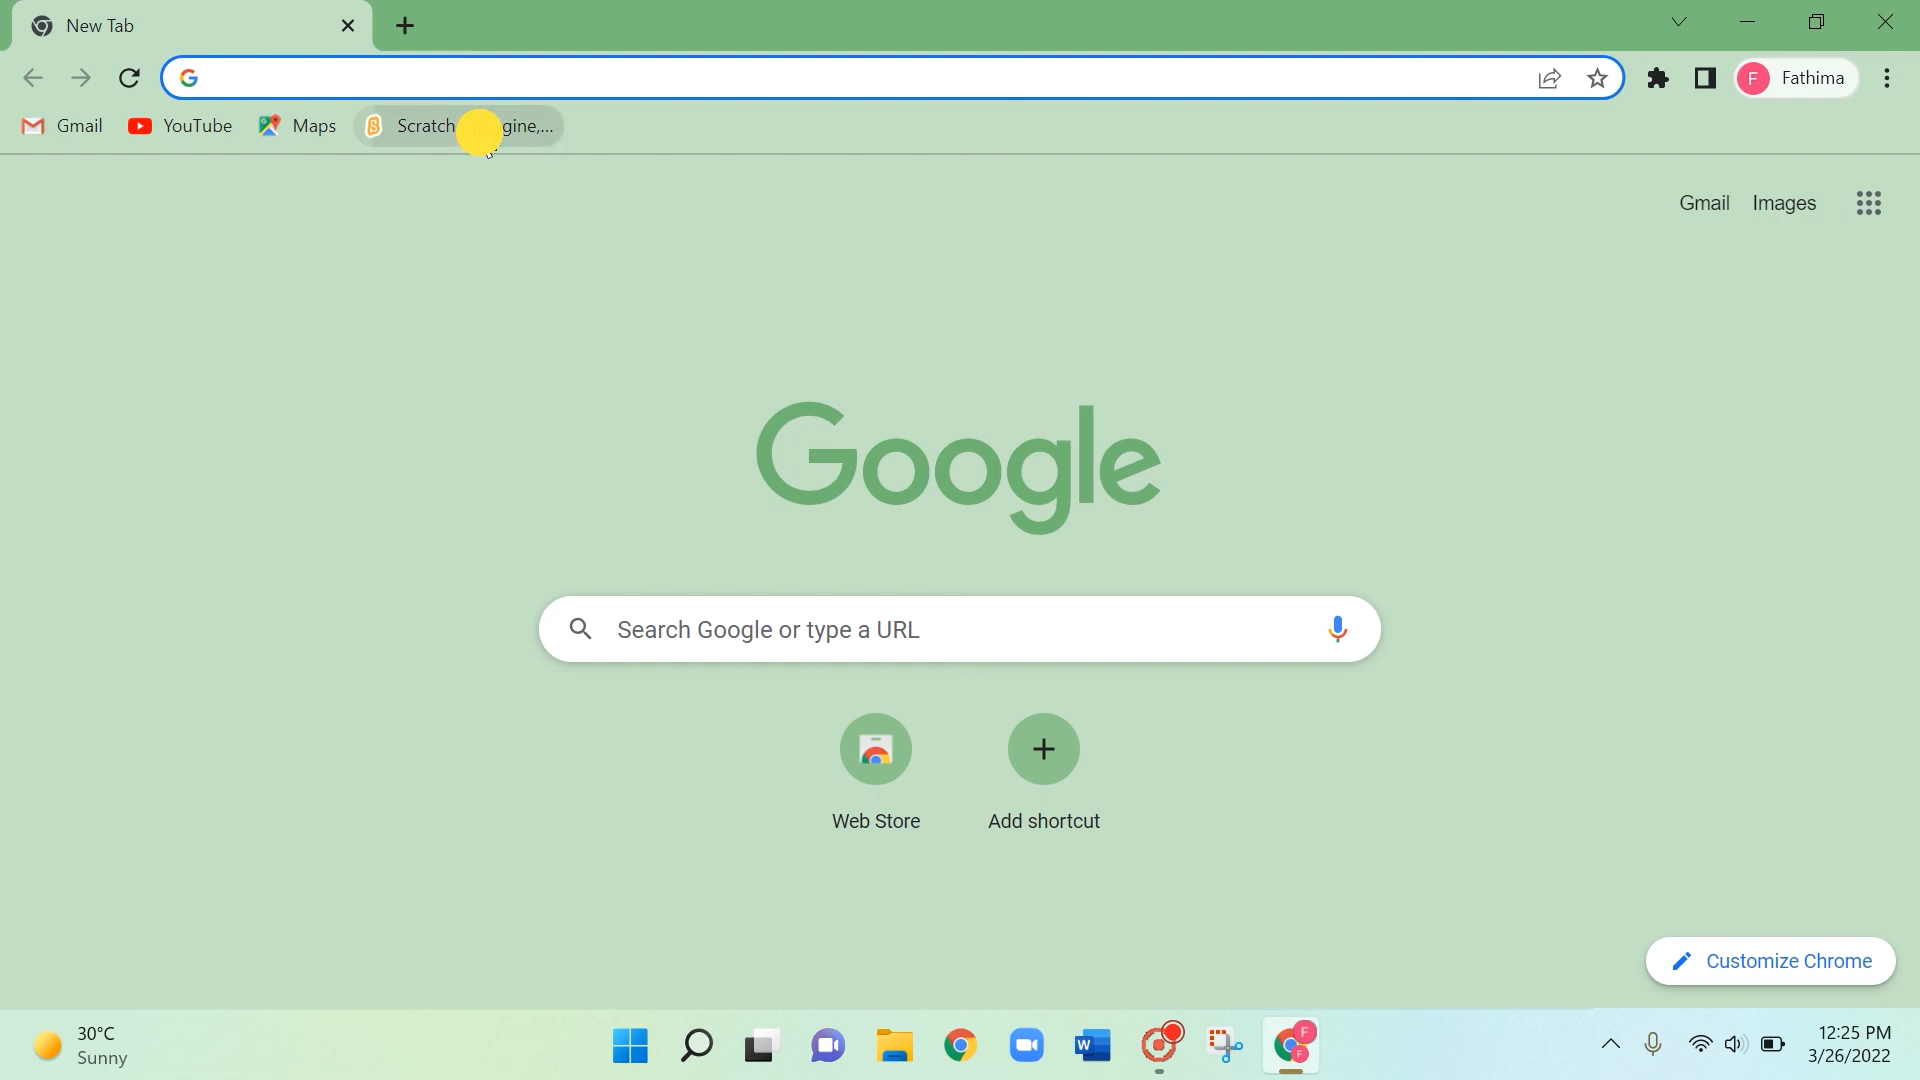 New Tab
Fathima
Gmail YouTube Maps Scratch gine,...
Gmail Images
Google
Search Google or type a URL
Web Store Add shortcut
Customize Chrome
30°C
Sunny
12:25 PM
3/26/2022